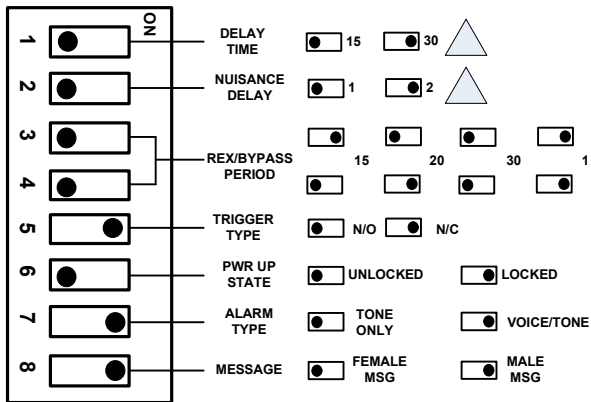 ON
1 DELAY TIME 15 30
2 NUISANCE DELAY 1 2
3
4 REX/BYPASS PERIOD 15 20 30 1
5 TRIGGER TYPE N/O N/C
6 PWR UP STATE UNLOCKED LOCKED
7 ALARM TYPE TONE ONLY VOICE/TONE
8 MESSAGE FEMALE MSG MALE MSG